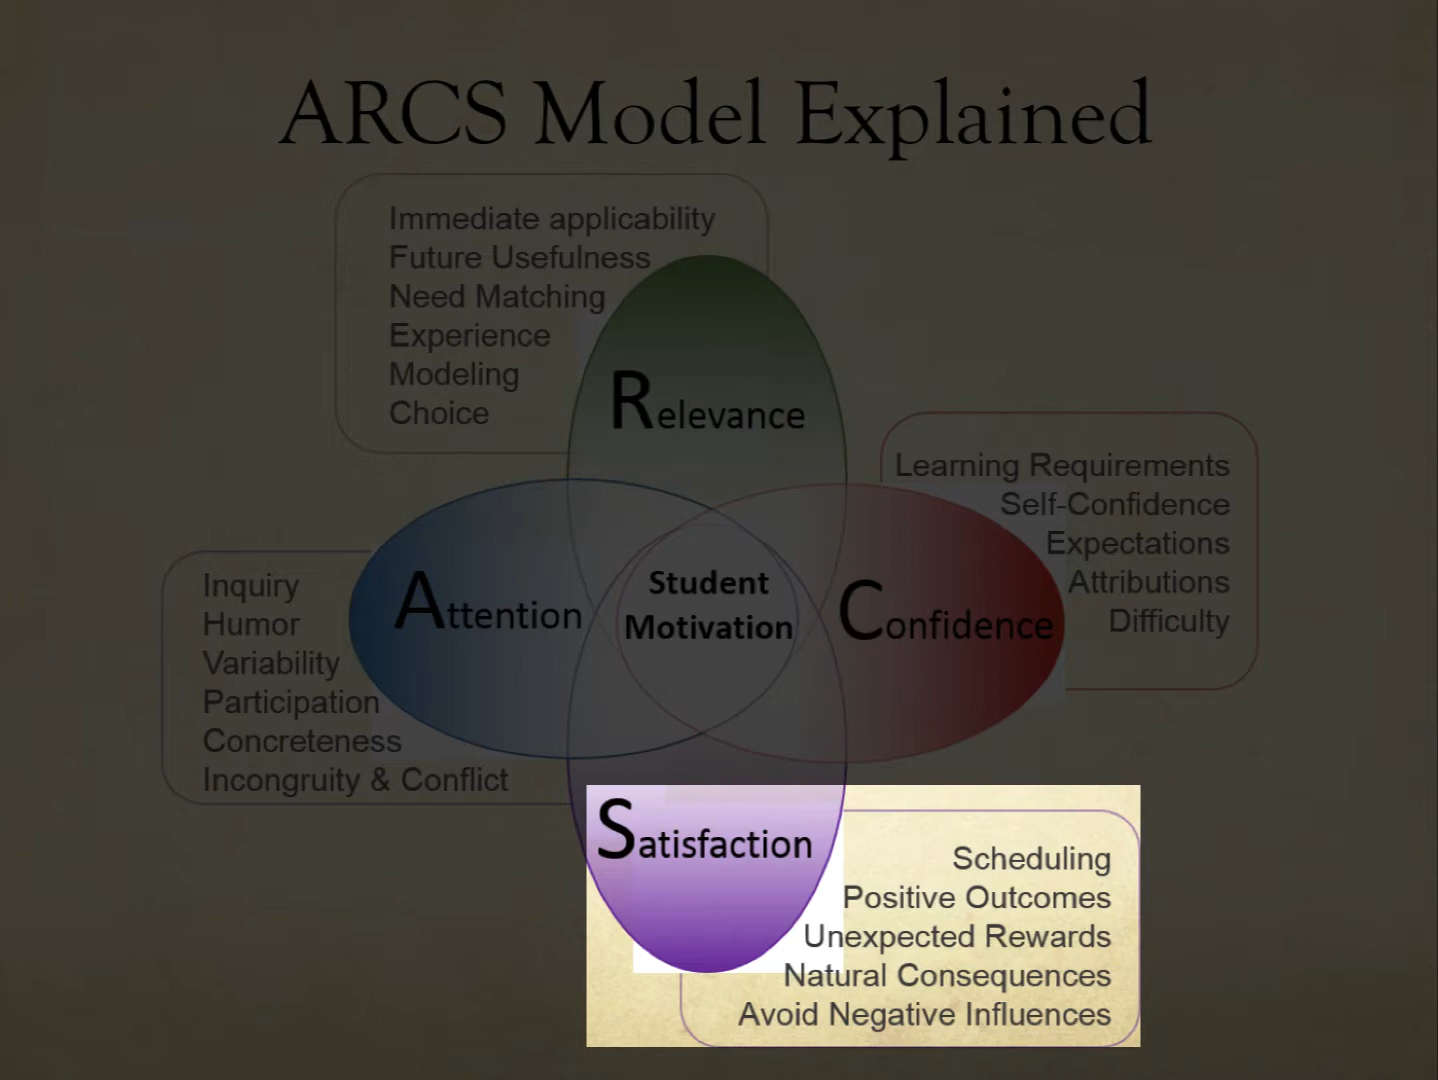 ARCS Model Explained
Immediate applicability
Future Usefulness
Need Matching
Experience
Modeling
Choice
Relevance
Learning Requirements
Self-Confidence
Expectations
Attributions
Difficulty
Confidence
Student
Motivation
Attention
Inquiry
Humor
Variability
Participation
Concreteness
Incongruity & Conflict
Satisfaction
Scheduling
Positive Outcomes
Unexpected Rewards
Natural Consequences
Avoid Negative Influences